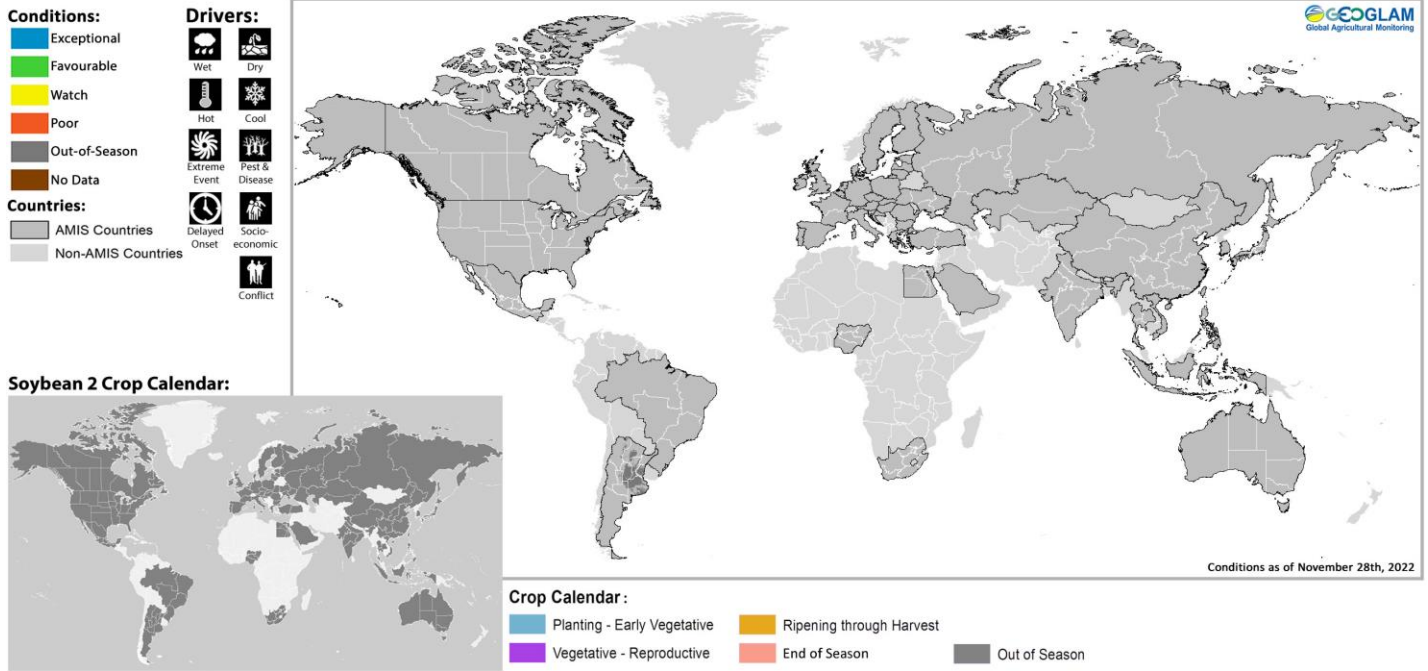 Conditions:
Exceptional
Favourable
Watch
Poor
Out-of-Season
No Data
Countries:
AMIS Countries
Non-AMIS Countries
Drivers:
Wet
Dry
Hot
Cool
Extreme
Event
Pest &
Disease
Delayed
Onset
Socio-
economic
Conflict
GEOGLAM
Global Agricultural Monitoring
Conditions as of November 28th, 2022
Soybean 2 Crop Calendar:
Crop Calendar :
Planting - Early Vegetative
Ripening through Harvest
Vegetative - Reproductive
End of Season
Out of Season